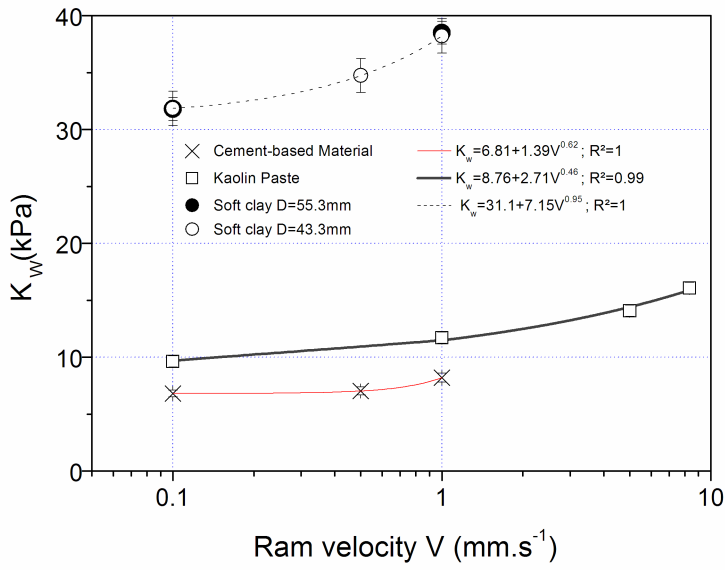 40
30
20
10
0
K_W(kPa)
Cement-based Material
Kaolin Paste
Soft clay D=55.3mm
Soft clay D=43.3mm
K_w=6.81+1.39V^0.62; R²=1
K_w=8.76+2.71V^0.46; R²=0.99
K_w=31.1+7.15V^0.95; R²=1
0.1
1
10
Ram velocity V (mm.s^-1)